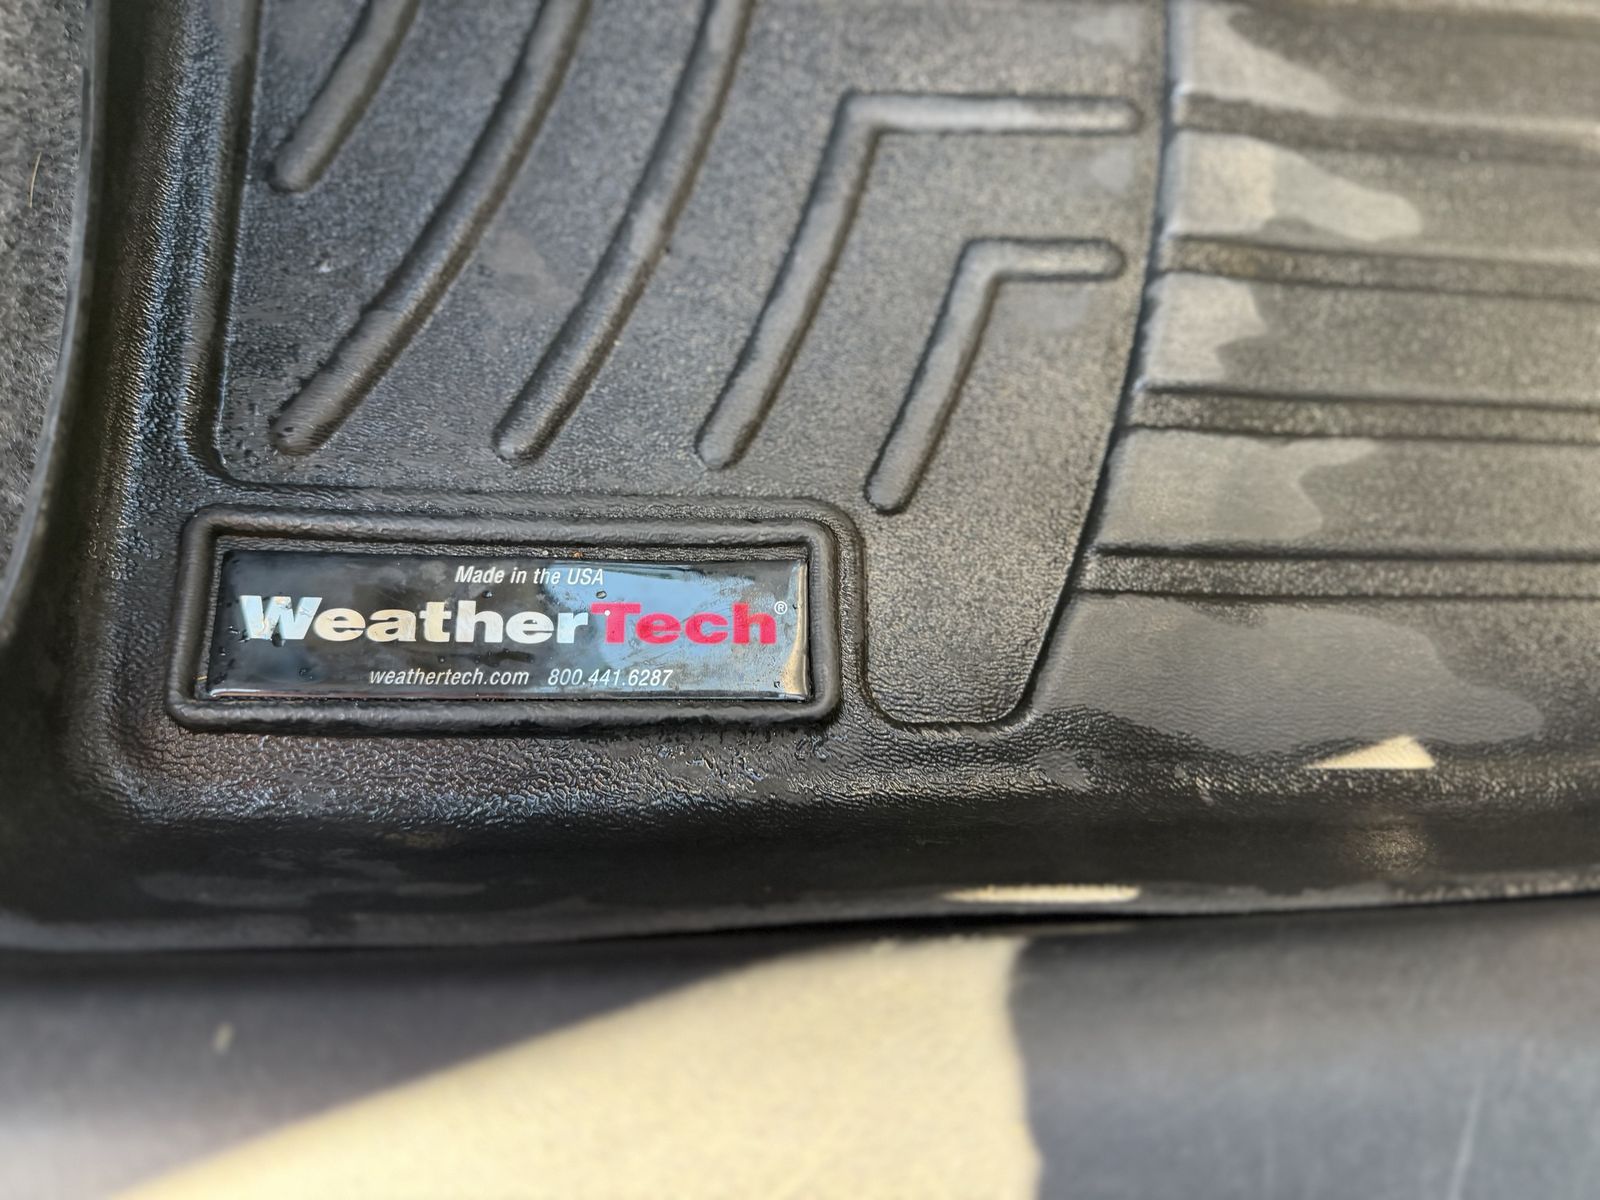 Made in the USA
WeatherTech®
weathertech.com 800.441.6287